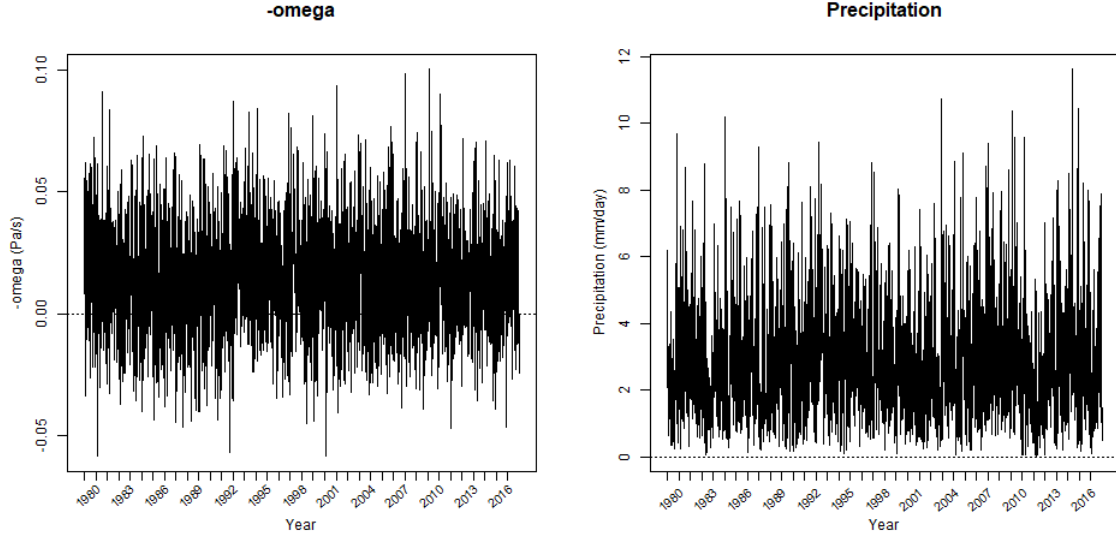 -omega
-omega (Pa/s)
0.10
0.05
0.00
-0.05
1980 1983 1986 1989 1992 1995 1998 2001 2004 2007 2010 2013 2016
Year
Precipitation
Precipitation (mm/day)
12
10
8
6
4
2
0
1980 1983 1986 1989 1992 1995 1998 2001 2004 2007 2010 2013 2016
Year